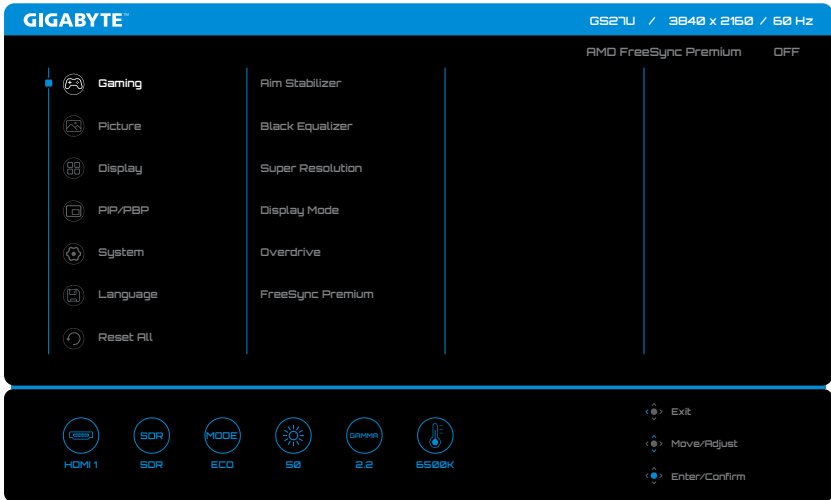 GIGABYTE™
GS27U / 3840 x 2160 / 60 Hz
AMD FreeSync Premium OFF
Gaming
Picture
Display
PIP/PBP
System
Language
Reset All
Aim Stabilizer
Black Equalizer
Super Resolution
Display Mode
Overdrive
FreeSync Premium
HDMI 1
SDR
SDR
MODE
ECO
50
GAMMA
2.2
6500K
Exit
Move/Adjust
Enter/Confirm